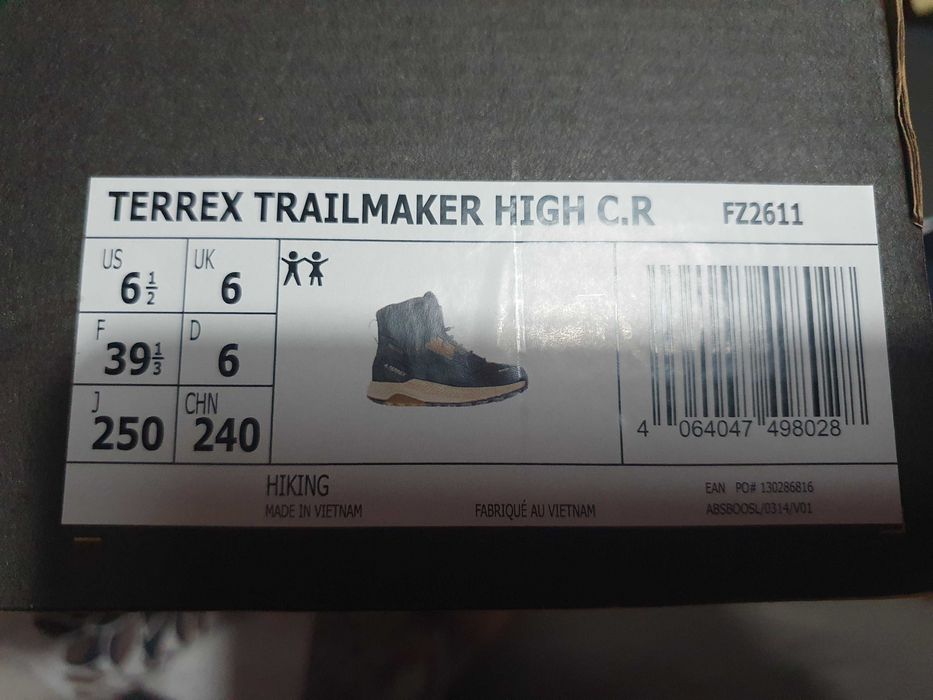 TERREX TRAILMAKER HIGH C.R FZ2611
US UK
6 1/2 6
F D
39 1/3 6
J CHN
250 240
TERREX
4 064047 498028
HIKING
MADE IN VIETNAM FABRIQUÉ AU VIETNAM
EAN PO# 130286816
ABSBOOSL/0314/V01